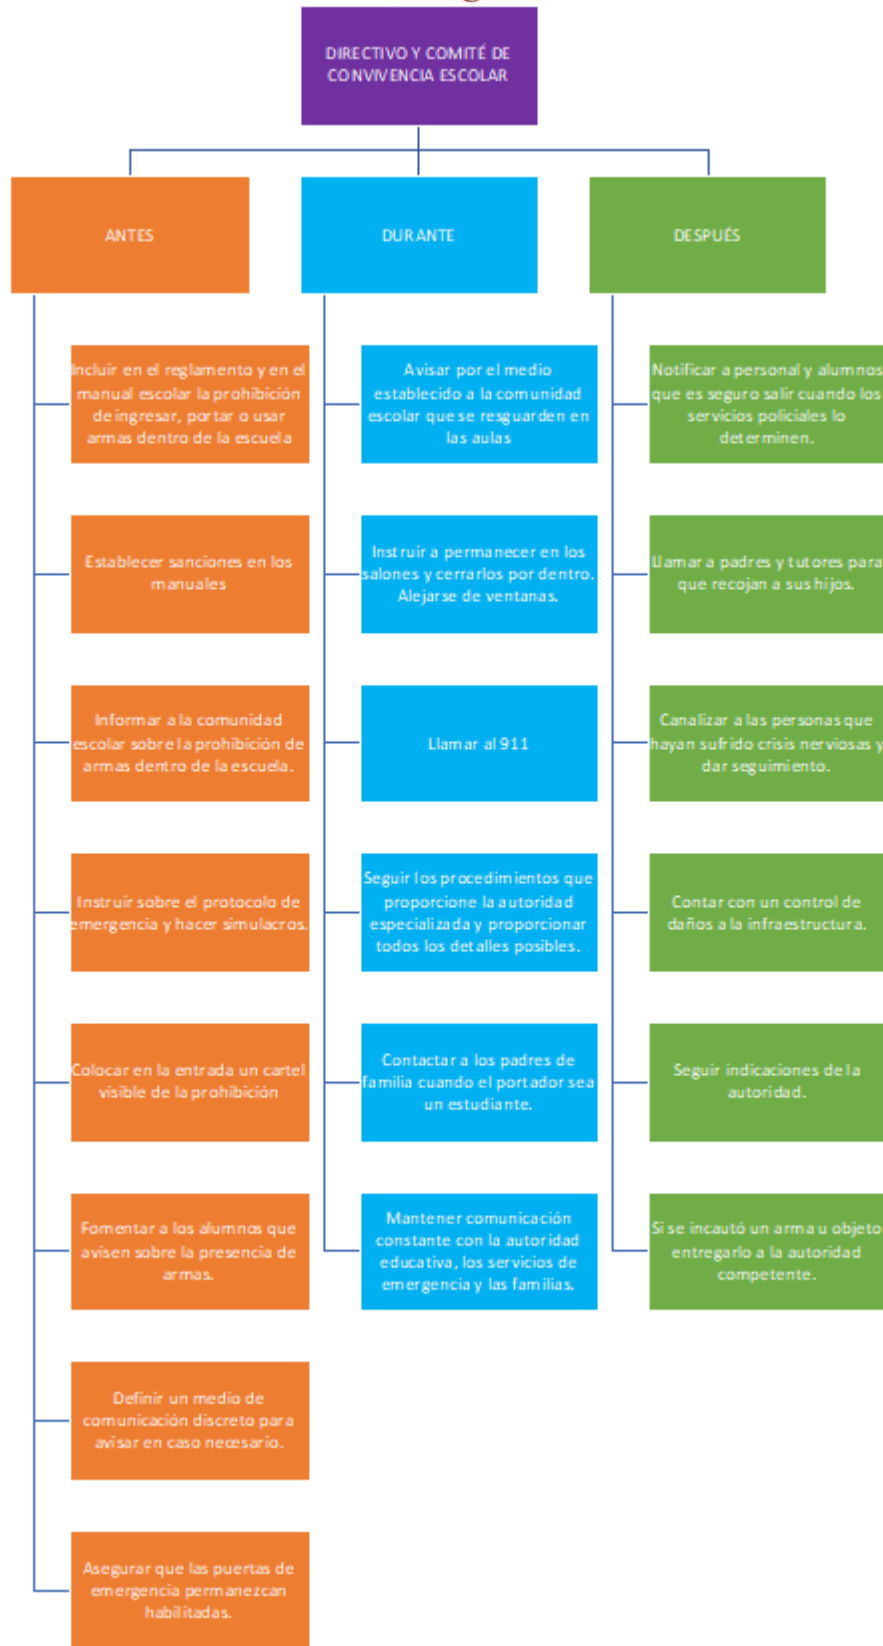 DIRECTIVO Y COMITÉ DE
CONVIVENCIA ESCOLAR
ANTES
Incluir en el reglamento y en el
manual escolar la prohibición
de ingresar, portar o usar
armas dentro de la escuela
Establecer sanciones en los
manuales
Informar a la comunidad
escolar sobre la prohibición de
armas dentro de la escuela.
Instruir sobre el protocolo de
emergencia y hacer simulacros.
Colocar en la entrada un cartel
visible de la prohibición
Fomentar a los alumnos que
avisen sobre la presencia de
armas.
Definir un medio de
comunicación discreto para
avisar en caso necesario.
Asegurar que las puertas de
emergencia permanezcan
habilitadas.
DURANTE
Avisar por el medio
establecido a la comunidad
escolar que se resguarden en
las aulas
Instruir a permanecer en los
salones y cerrarlos por dentro.
Alejarse de ventanas.
Llamar al 911
Seguir los procedimientos que
proporcione la autoridad
especializada y proporcionar
todos los detalles posibles.
Contactar a los padres de
familia cuando el portador sea
un estudiante.
Mantener comunicación
constante con la autoridad
educativa, los servicios de
emergencia y las familias.
DESPUÉS
Notificar a personal y alumnos
que es seguro salir cuando los
servicios policiales lo
determinen.
Llamar a padres y tutores para
que recojan a sus hijos.
Canalizar a las personas que
hayan sufrido crisis nerviosas y
dar seguimiento.
Contar con un control de
daños a la infraestructura.
Seguir indicaciones de la
autoridad.
Si se incautó un arma u objeto
entregarlo a la autoridad
competente.